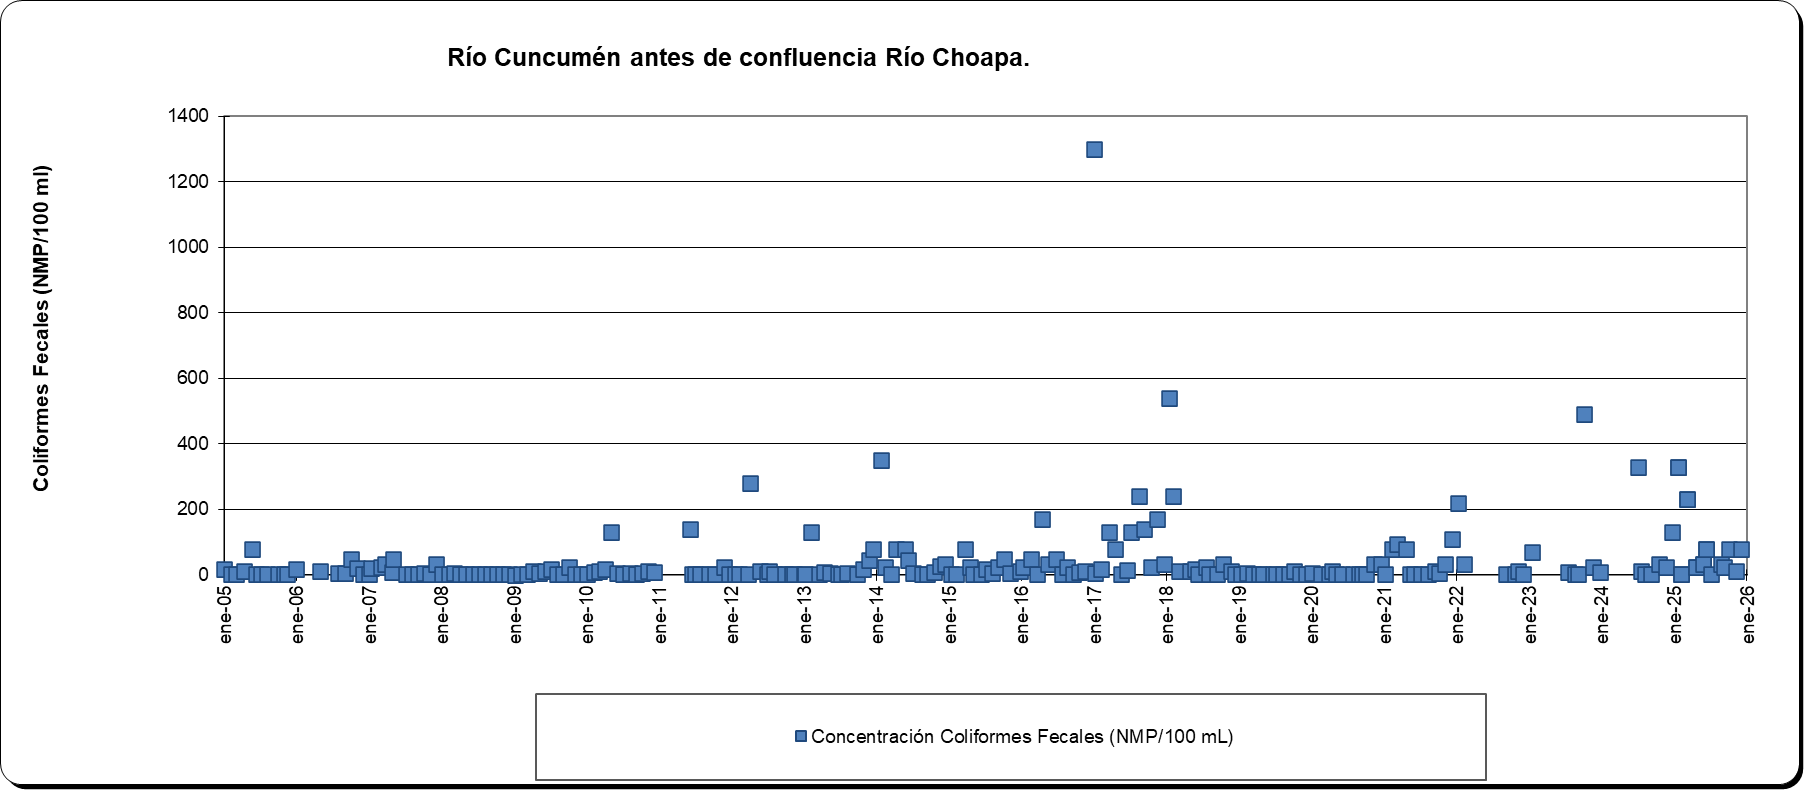 Río Cuncumén antes de confluencia Río Choapa.
Coliformes Fecales (NMP/100 ml)
1400
1200
1000
800
600
400
200
0
ene-05
ene-06
ene-07
ene-08
ene-09
ene-10
ene-11
ene-12
ene-13
ene-14
ene-15
ene-16
ene-17
ene-18
ene-19
ene-20
ene-21
ene-22
ene-23
ene-24
ene-25
ene-26
Concentración Coliformes Fecales (NMP/100 mL)